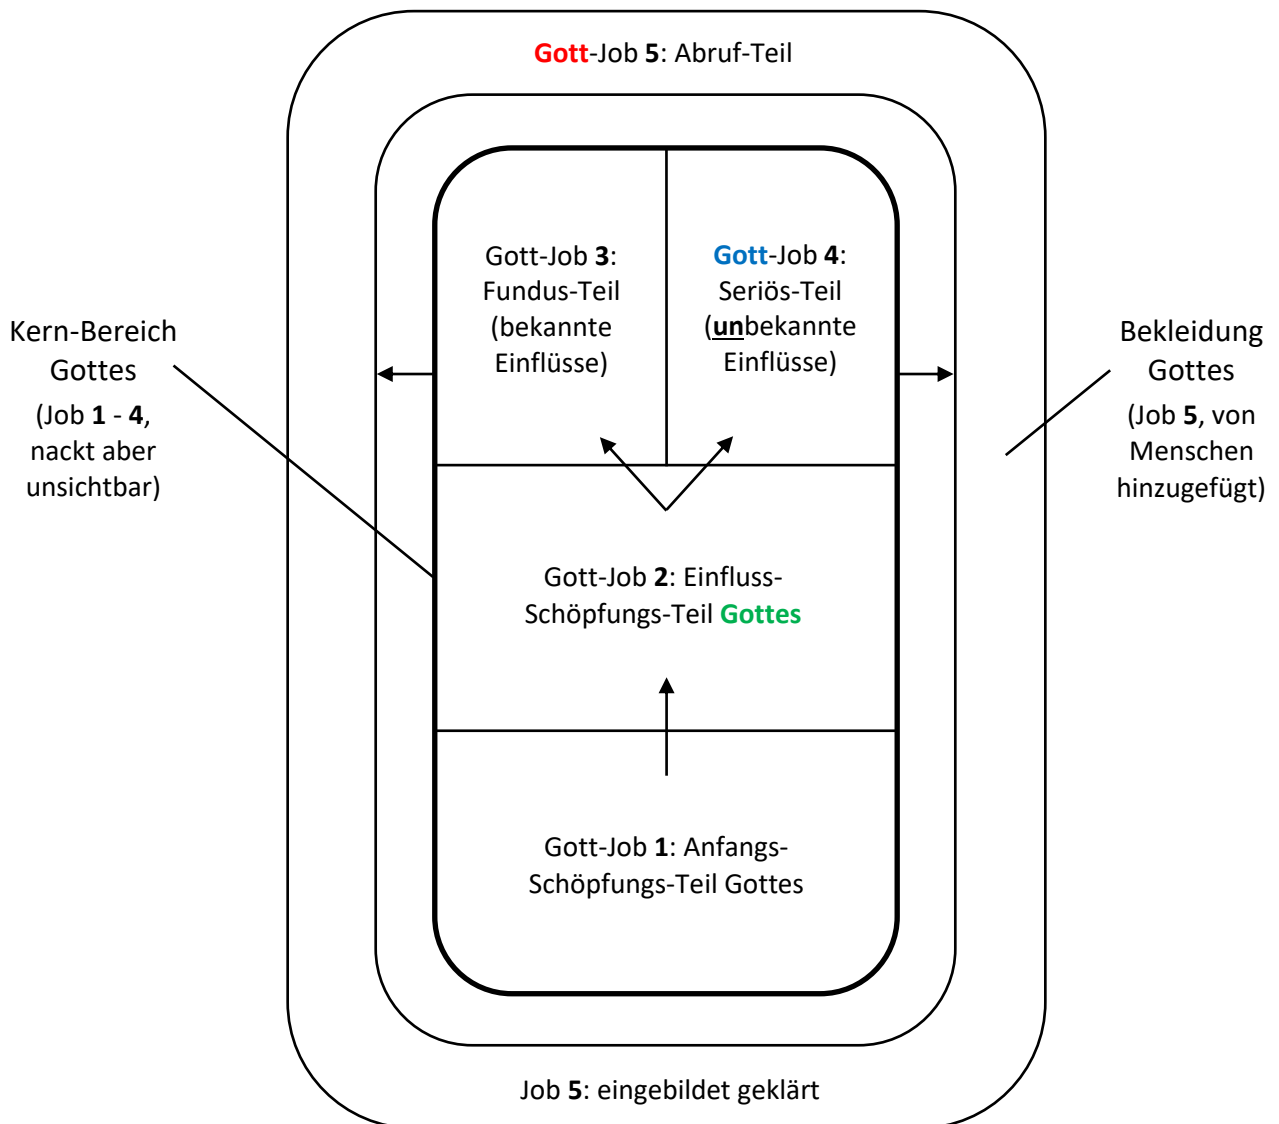 Gott-Job 5: Abruf-Teil
Gott-Job 3:
Fundus-Teil
(bekannte
Einflüsse)
Gott-Job 4:
Seriös-Teil
(unbekannte
Einflüsse)
Kern-Bereich
Gottes
(Job 1 - 4,
nackt aber
unsichtbar)
Bekleidung
Gottes
(Job 5, von
Menschen
hinzugefügt)
Gott-Job 2: Einfluss-
Schöpfungs-Teil Gottes
Gott-Job 1: Anfangs-
Schöpfungs-Teil Gottes
Job 5: eingebildet geklärt